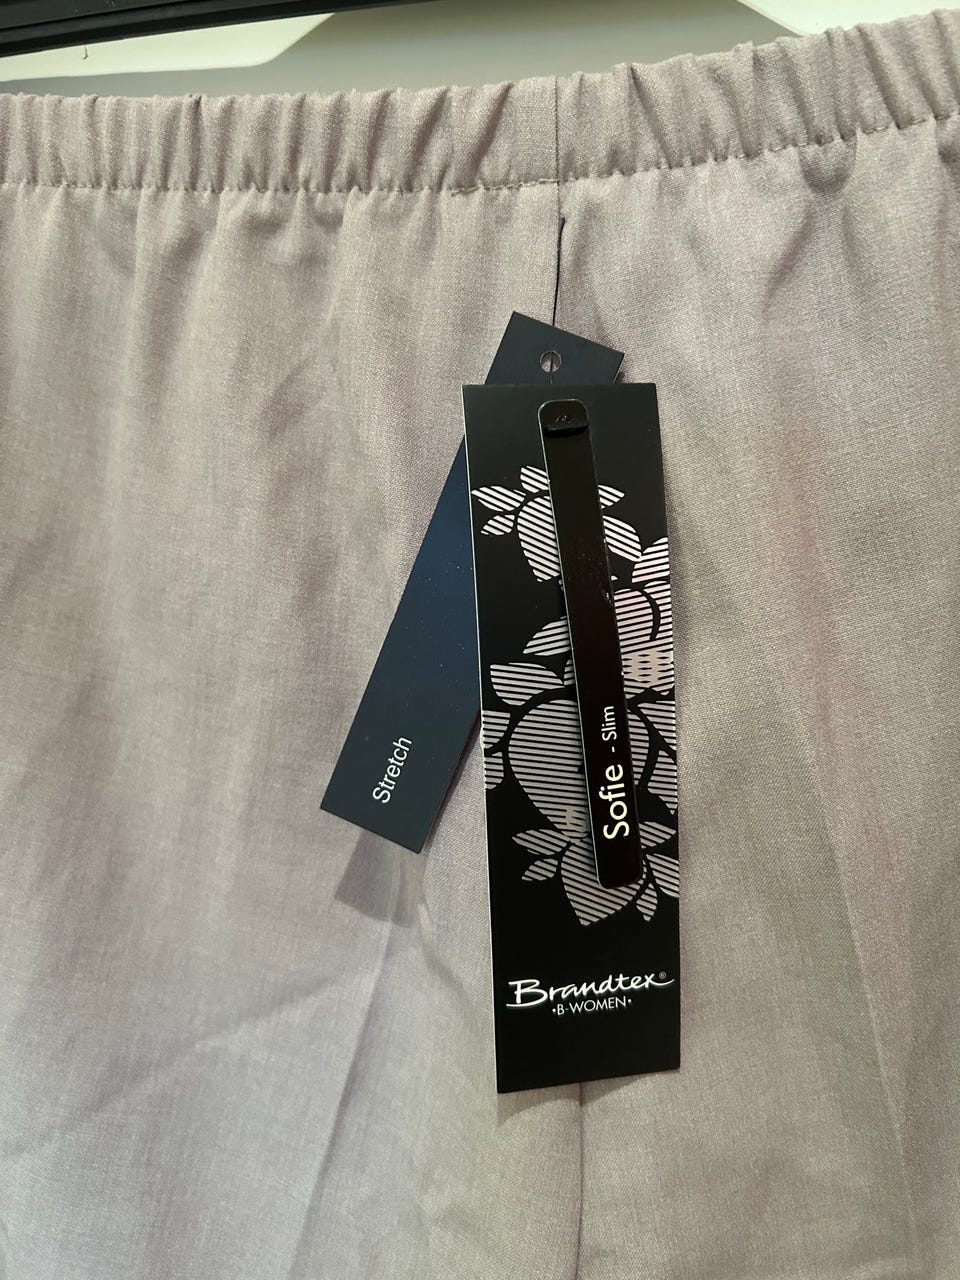 Stretch
Sofie - Slim
Brandtex®
•B-WOMEN•